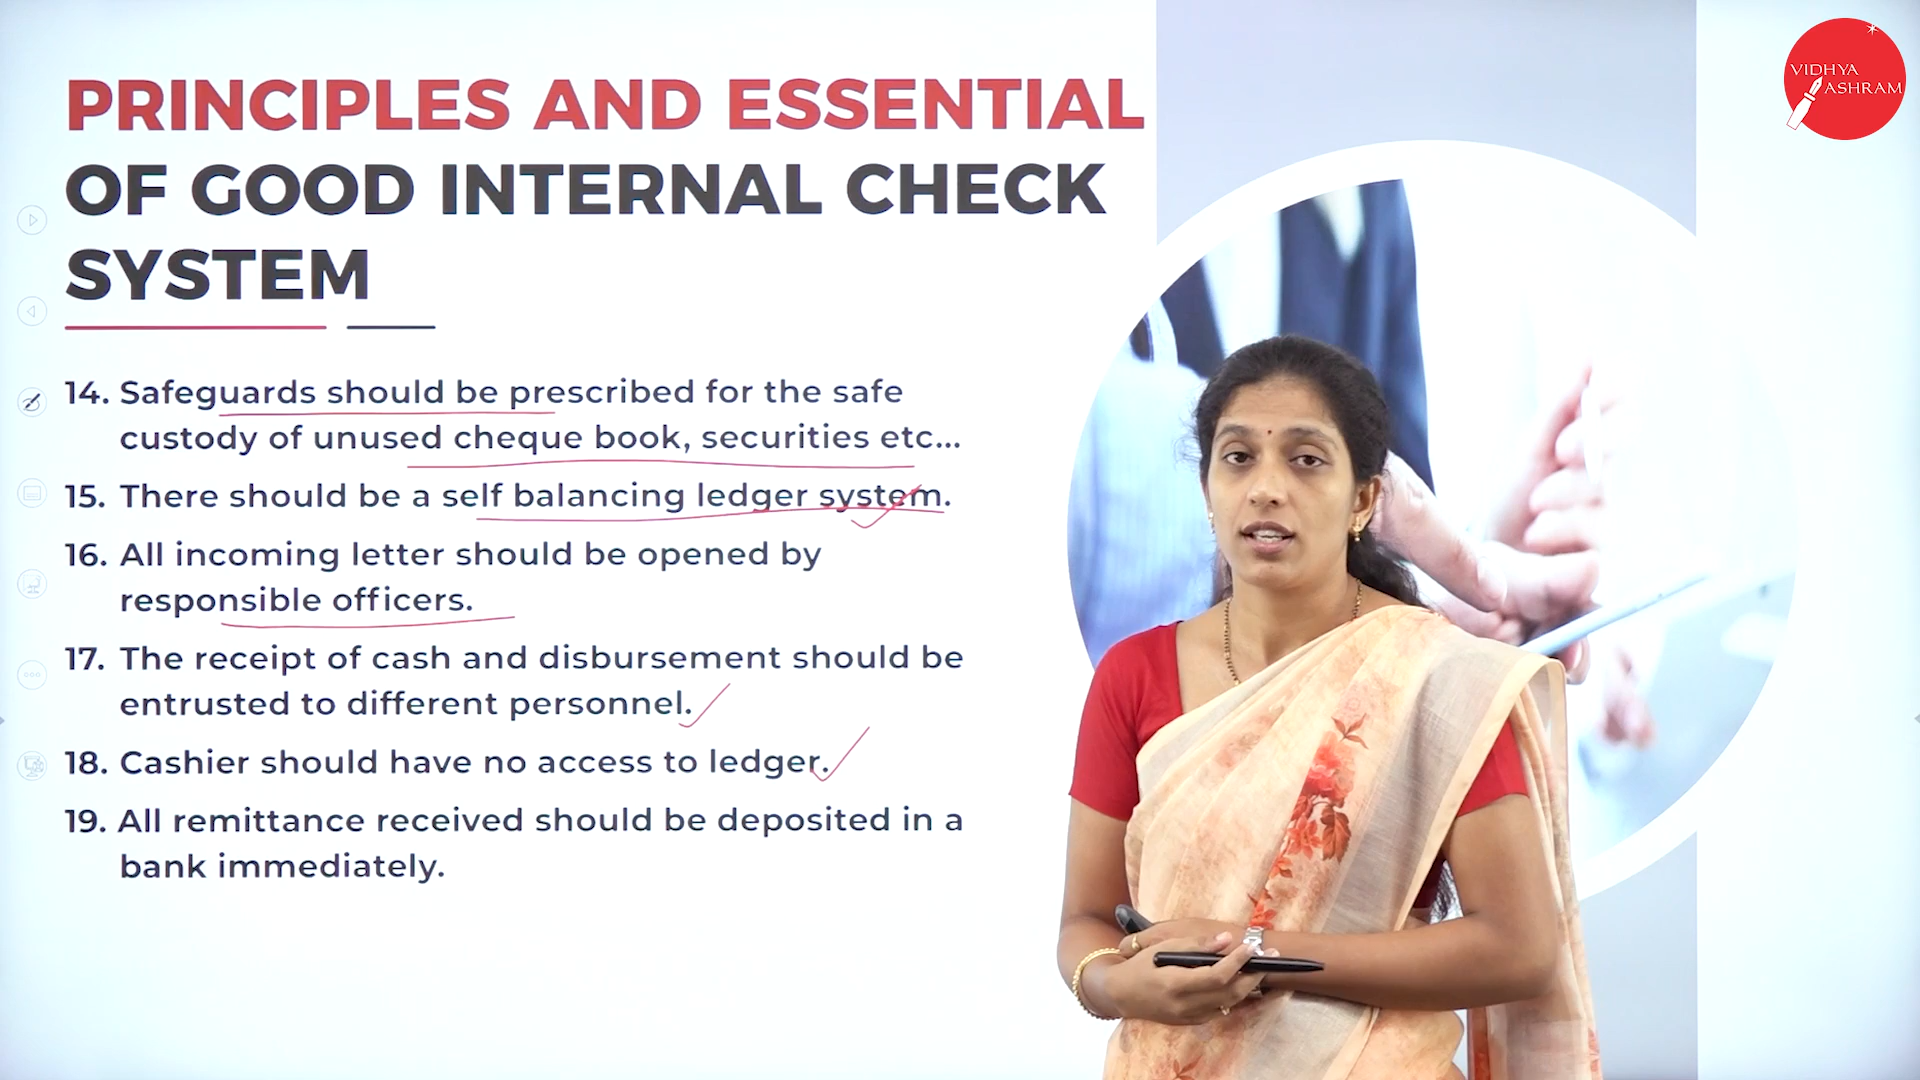 PRINCIPLES AND ESSENTIAL
OF GOOD INTERNAL CHECK
SYSTEM
14. Safeguards should be prescribed for the safe
custody of unused cheque book, securities etc...
15. There should be a self balancing ledger system.
16. All incoming letter should be opened by
responsible officers.
17. The receipt of cash and disbursement should be
entrusted to different personnel.
18. Cashier should have no access to ledger.
19. All remittance received should be deposited in a
bank immediately.
VIDHYA
ASHRAM